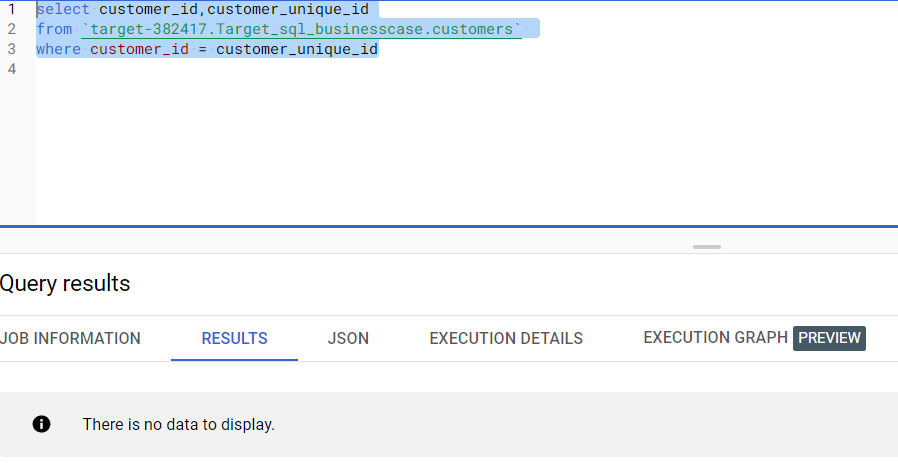 1 select customer_id,customer_unique_id
2 from `target-382417.Target_sql_businesscase.customers`
3 where customer_id = customer_unique_id
4
Query results
JOB INFORMATION RESULTS JSON EXECUTION DETAILS EXECUTION GRAPH PREVIEW
There is no data to display.